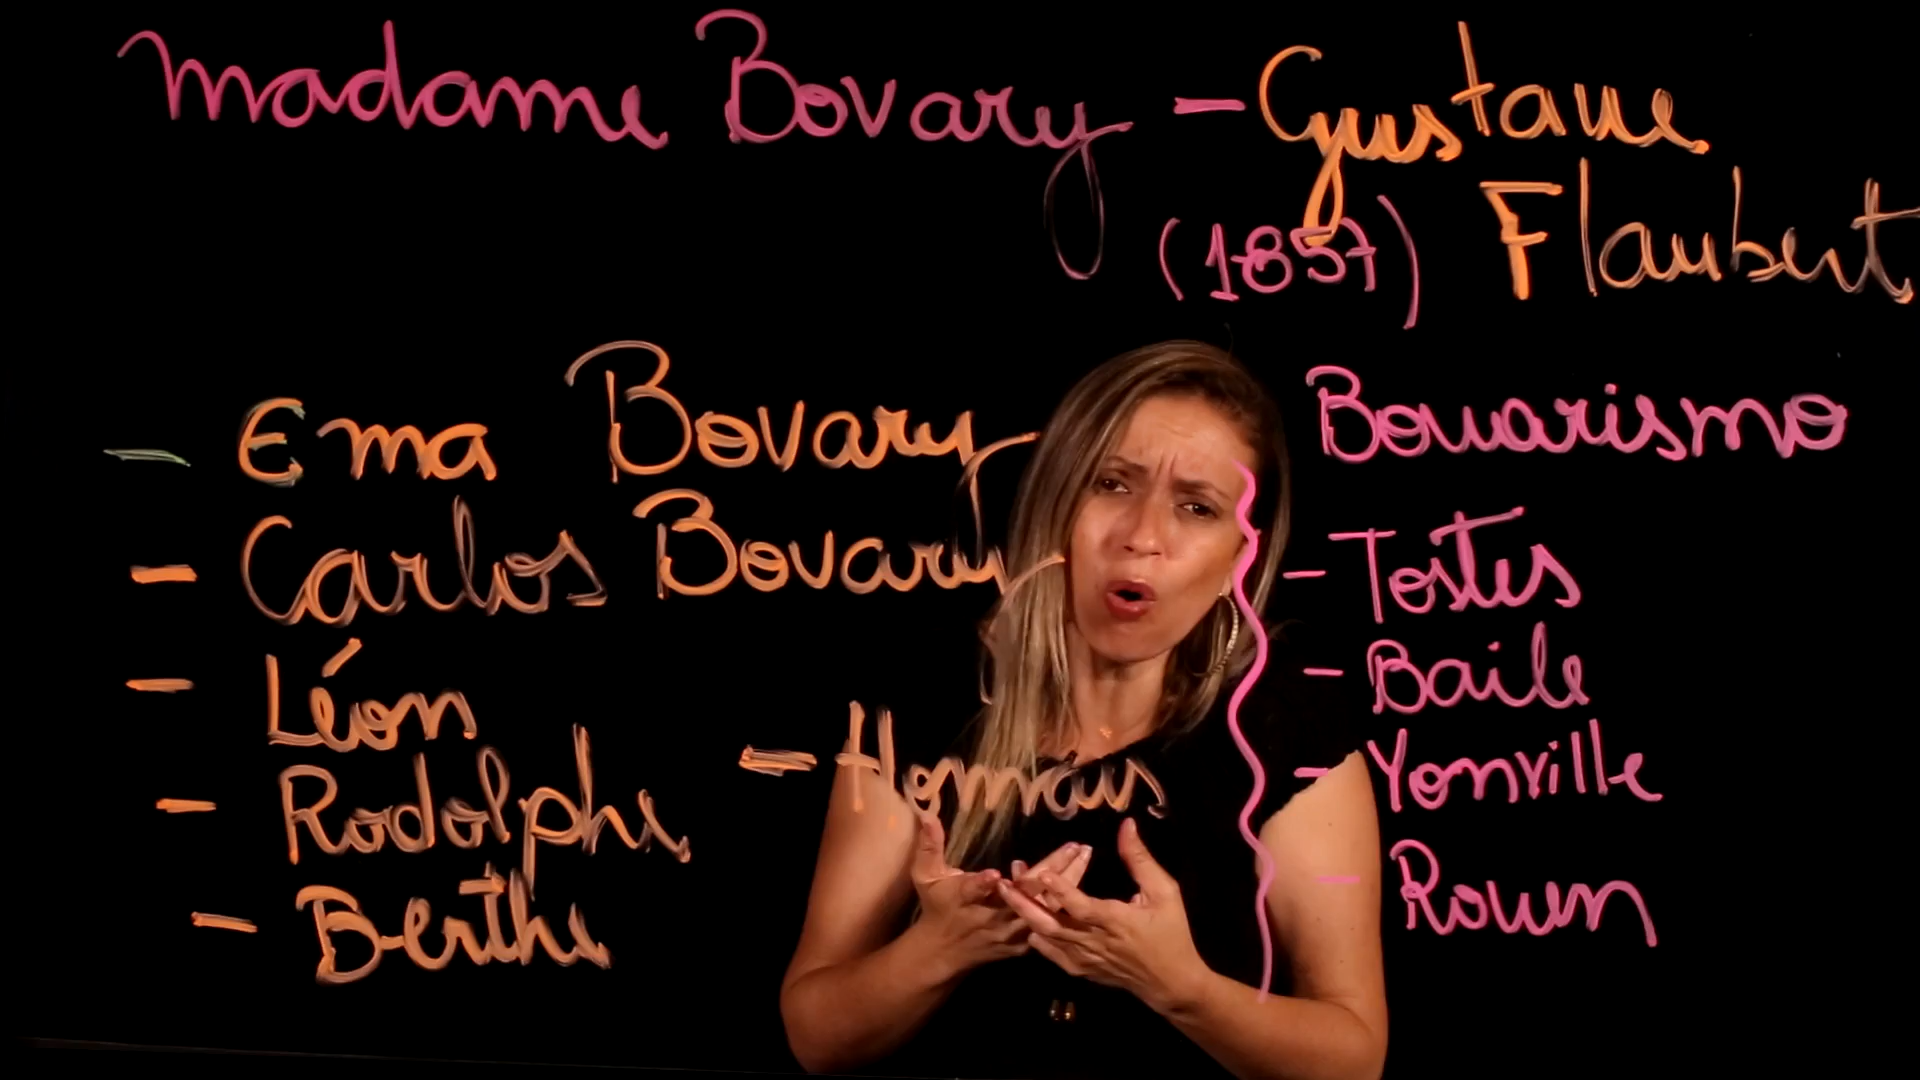 Madame Bovary - Gustave
(1857) Flaubert
- Ema Bovary
- Carlos Bovary
- Léon
- Rodolphe
- Berthe
- Homais
Bovarismo
- Tostes
- Baile
- Yonville
- Rouen